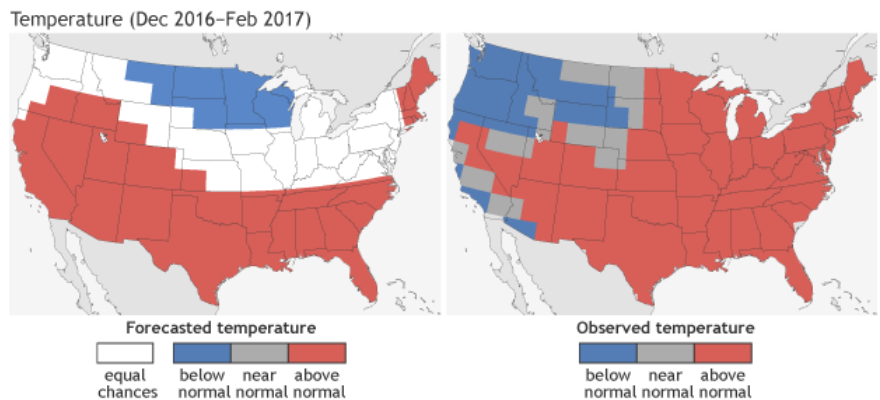 Temperature (Dec 2016–Feb 2017)
Forecasted temperature
equal chances
below normal
near normal
above normal
Observed temperature
below normal
near normal
above normal